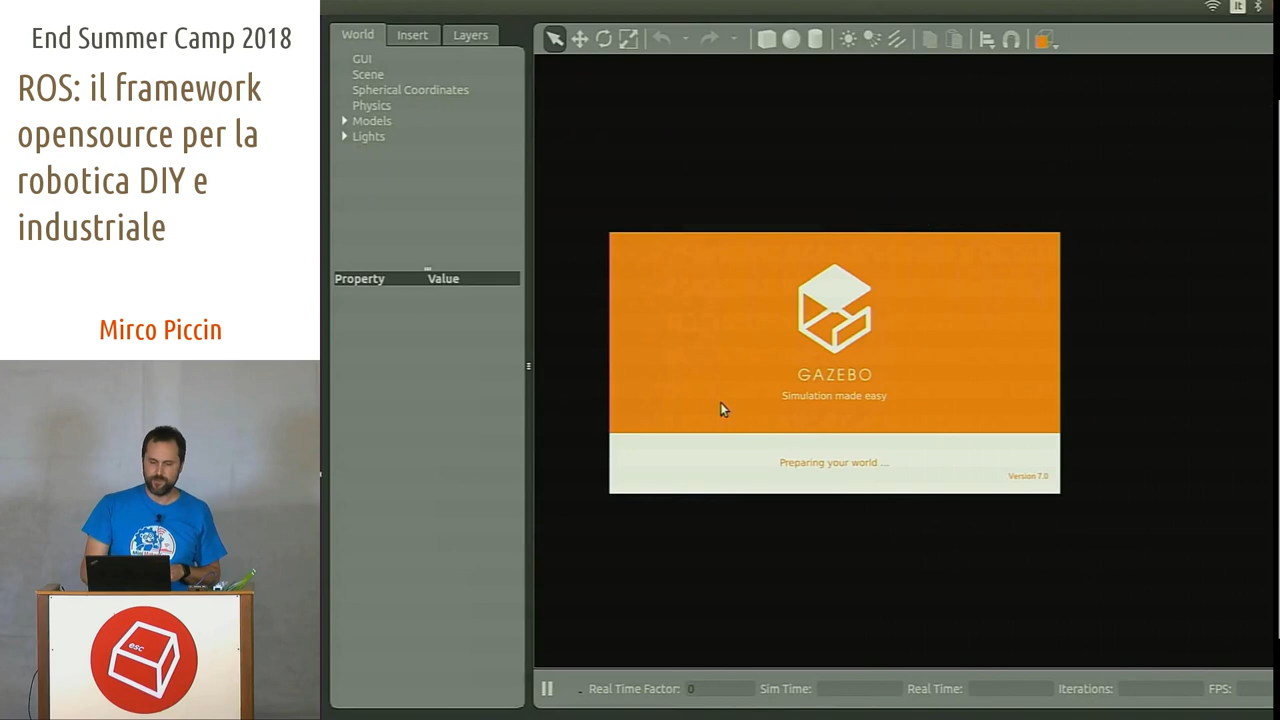 End Summer Camp 2018
ROS: il framework
opensource per la
robotica DIY e
industriale
Mirco Piccin
esc
It
World Insert Layers
GUI
Scene
Spherical Coordinates
Physics
Models
Lights
Property Value
GAZEBO
Simulation made easy
Preparing your world ...
Version 7.0
Real Time Factor: 0 Sim Time: Real Time: Iterations: FPS: